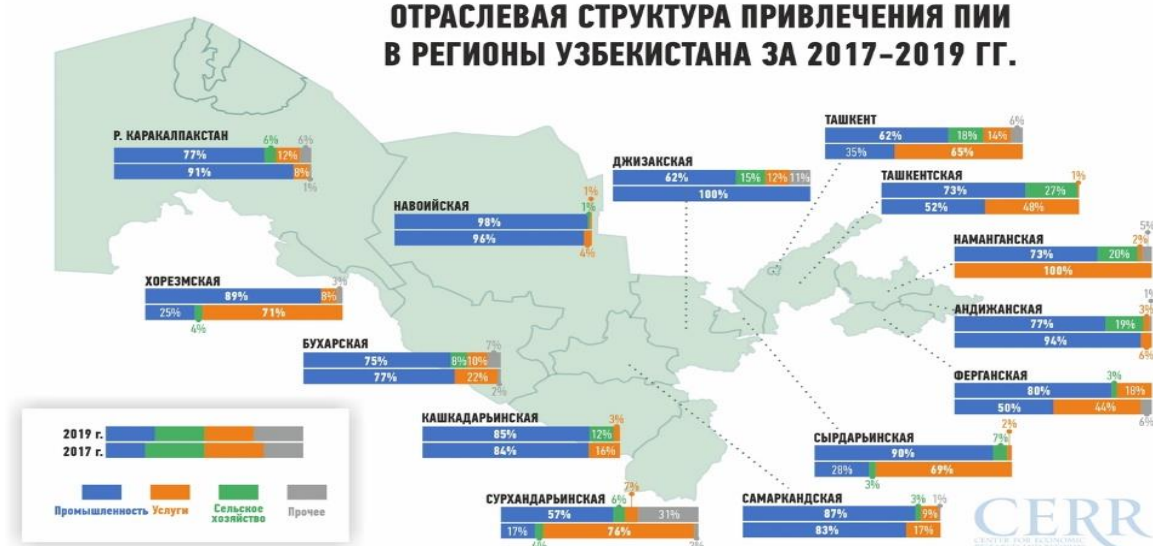 ОТРАСЛЕВАЯ СТРУКТУРА ПРИВЛЕЧЕНИЯ ПИИ
В РЕГИОНЫ УЗБЕКИСТАНА ЗА 2017–2019 ГГ.
Р. КАРАКАЛПАКСТАН
6% 6%
77% 12%
91% 8%
1%
НАВОИЙСКАЯ
1%
1%
98%
96%
4%
ДЖИЗАКСКАЯ
62% 15% 12% 11%
100%
ТАШКЕНТ
6%
62% 18% 14%
35% 65%
ТАШКЕНТСКАЯ
1%
73% 27%
52% 48%
НАМАНГАНСКАЯ
5%
2%
73% 20%
100%
АНДИЖАНСКАЯ
1%
3%
77% 19%
94%
6%
ФЕРГАНСКАЯ
3%
80% 18%
50% 44%
6%
ХОРЕЗМСКАЯ
3%
89% 8%
25% 71%
4%
БУХАРСКАЯ
7%
75% 8% 10%
77% 22%
2%
КАШКАДАРЬИНСКАЯ
3%
85% 12%
84% 16%
СЫРДАРЬИНСКАЯ
2%
7%
90%
28% 69%
3%
СУРХАНДАРЬИНСКАЯ
7%
6%
57% 31%
17% 76%
САМАРКАНДСКАЯ
3% 1%
87% 9%
83% 17%
2019 г.
2017 г.
Промышленность Услуги Сельское хозяйство Прочее
CERR
CENTER FOR ECONOMIC